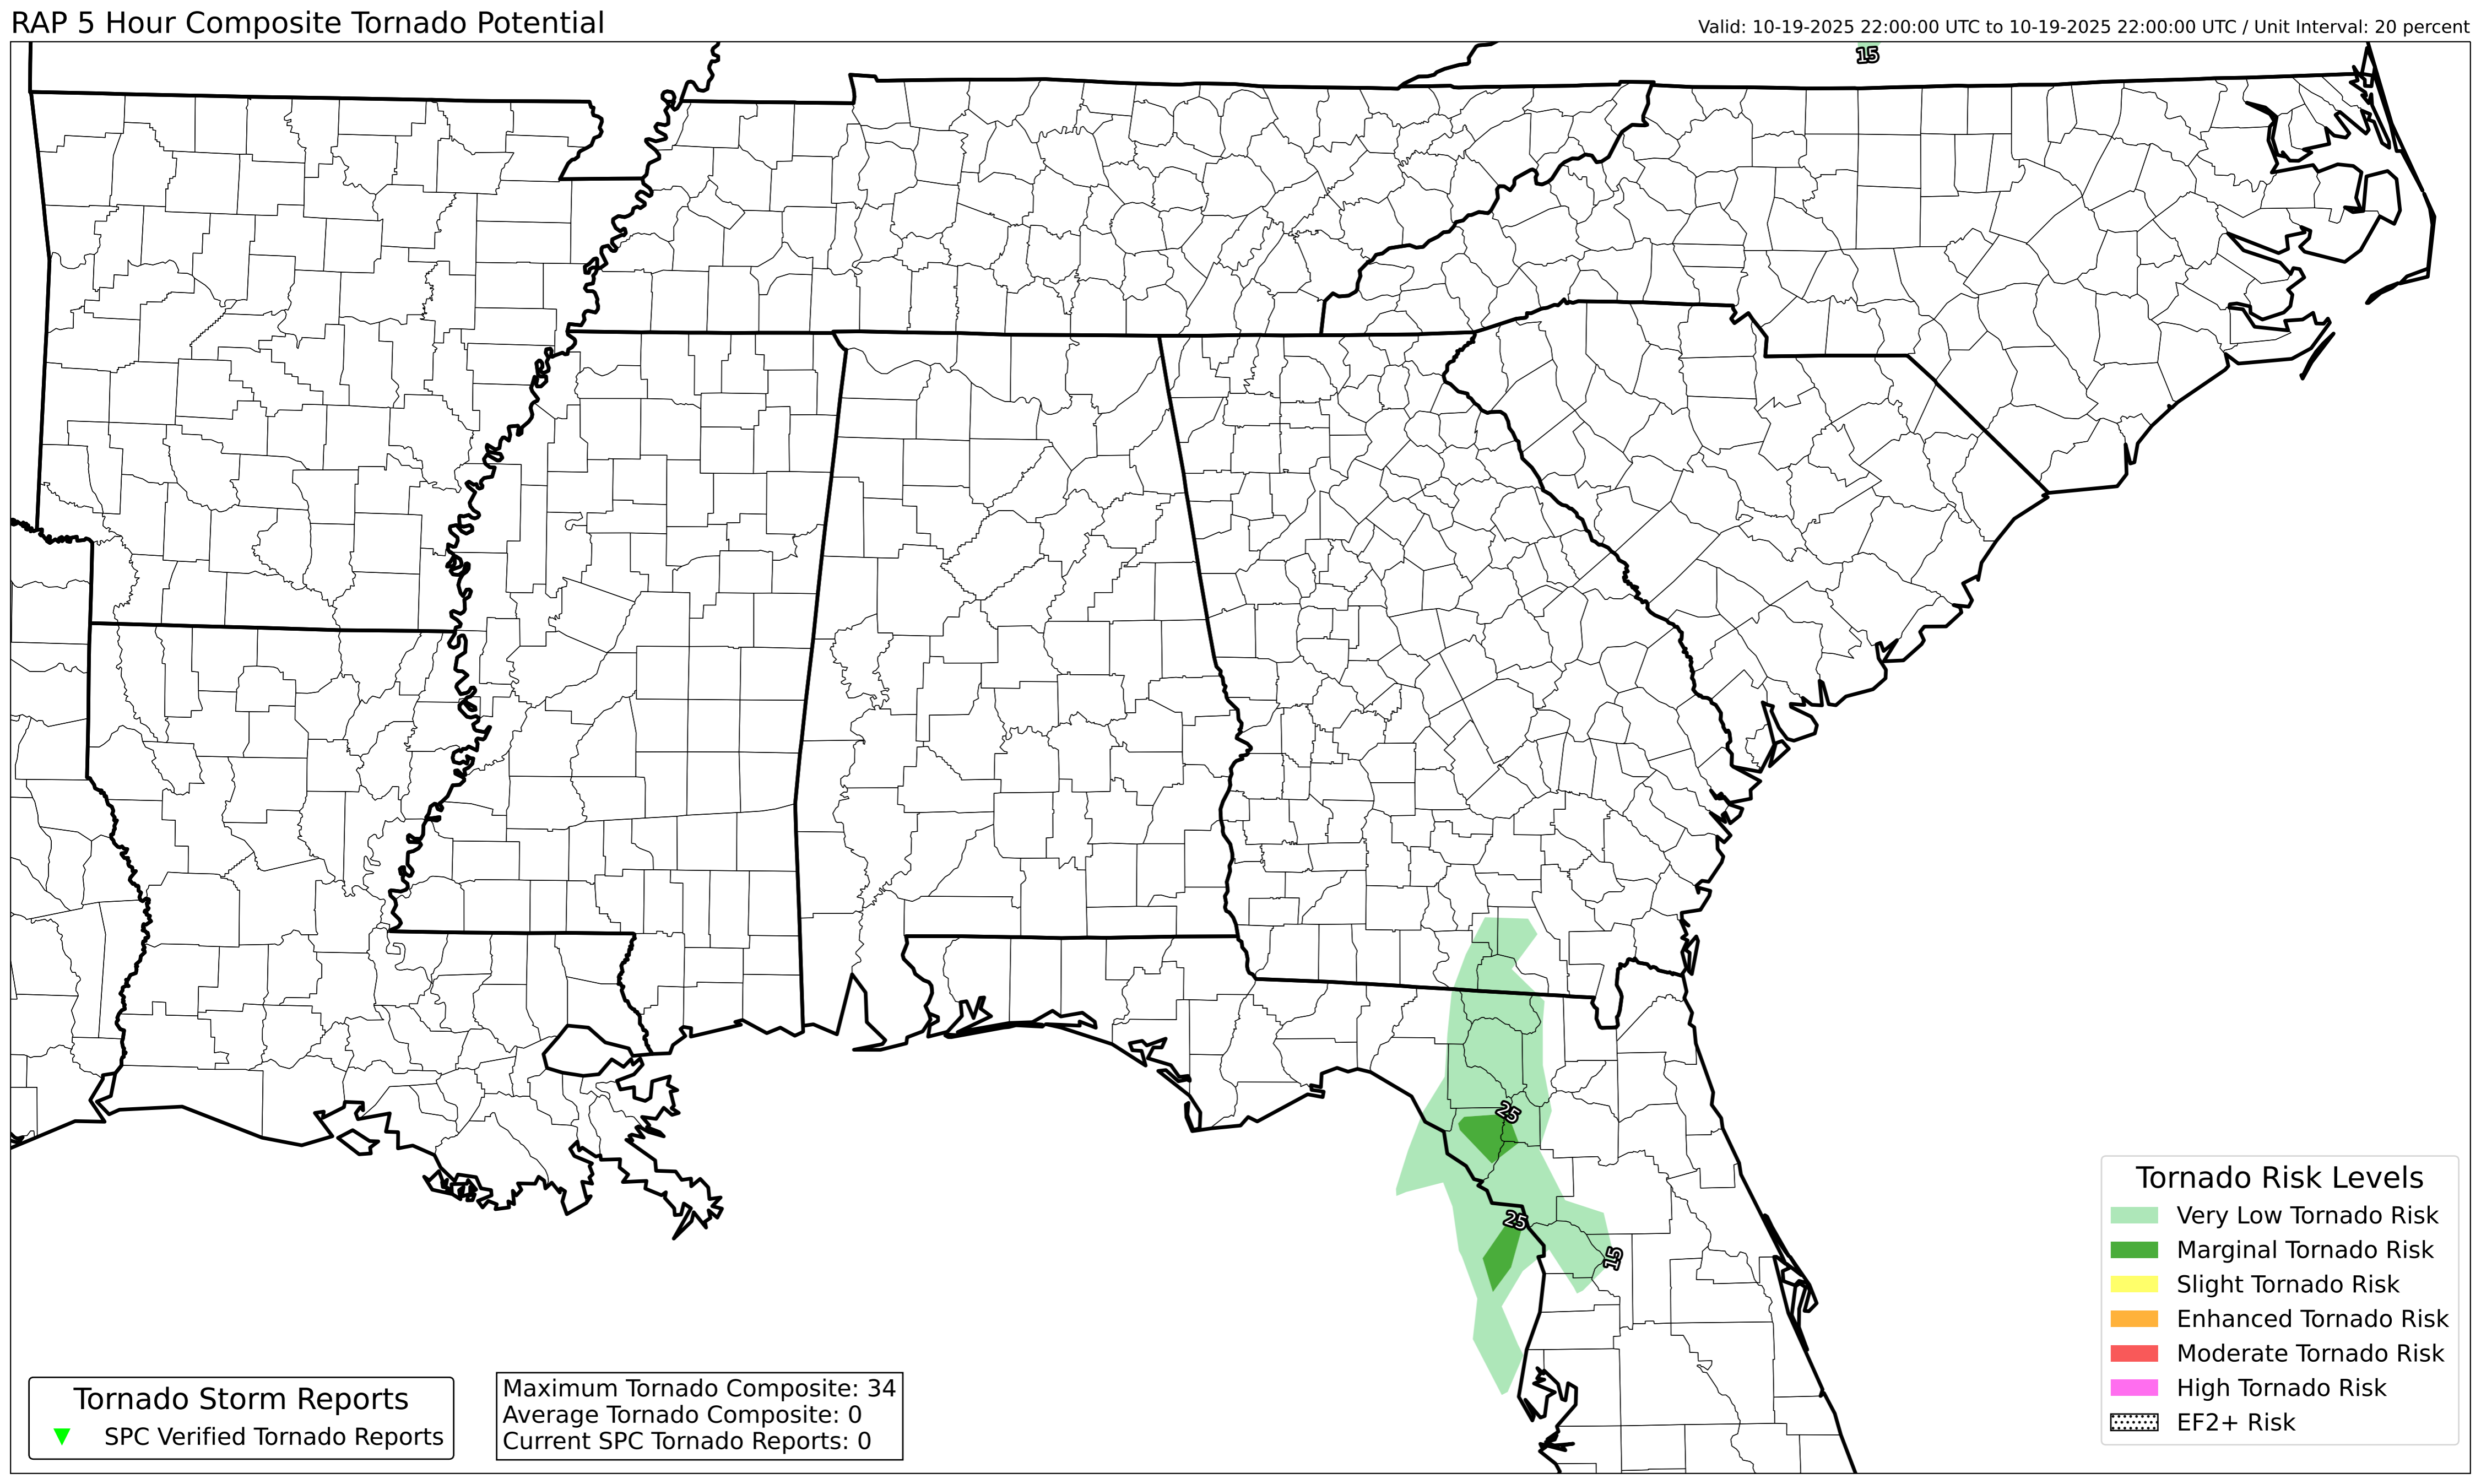 RAP 5 Hour Composite Tornado Potential
Valid: 10-19-2025 22:00:00 UTC to 10-19-2025 22:00:00 UTC / Unit Interval: 20 percent
15
25
25
15
Tornado Risk Levels
Very Low Tornado Risk
Marginal Tornado Risk
Slight Tornado Risk
Enhanced Tornado Risk
Moderate Tornado Risk
High Tornado Risk
EF2+ Risk
Tornado Storm Reports
SPC Verified Tornado Reports
Maximum Tornado Composite: 34
Average Tornado Composite: 0
Current SPC Tornado Reports: 0